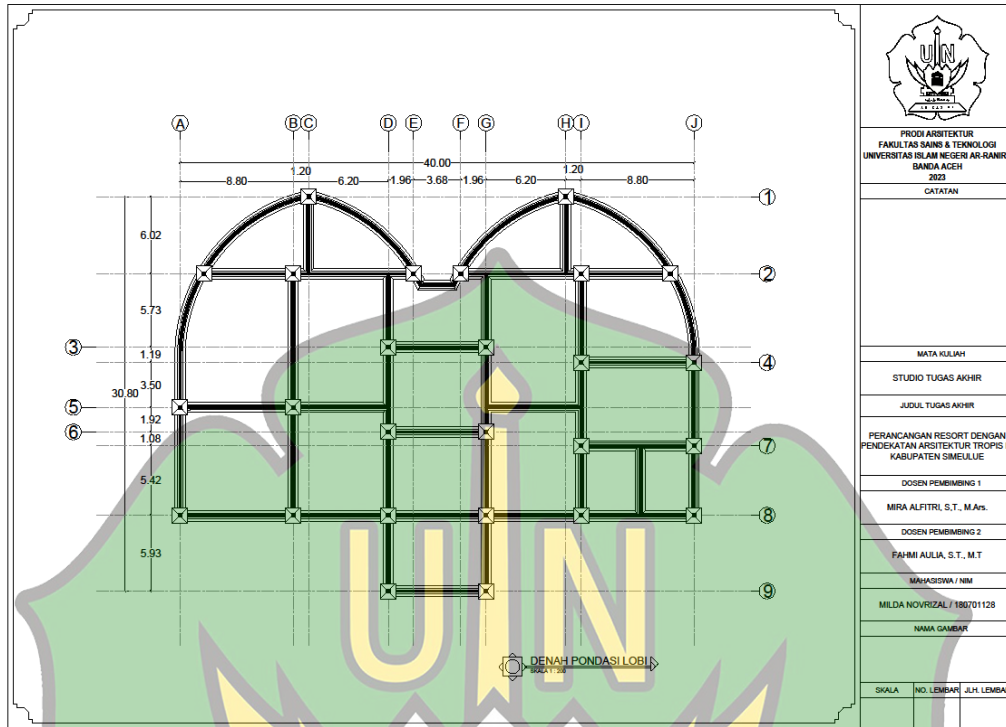 A B C D E F G H I J
40.00
1.20 1.20
8.80 6.20 1.96 3.68 1.96 6.20 8.80
1
6.02
2
5.73
3
1.19
4
30.80 3.50
5
1.92
6
1.08
7
5.42
8
5.93
9
DENAH PONDASI LOBI
SKALA 1 : 200
UIN
UIN
PRODI ARSITEKTUR
FAKULTAS SAINS & TEKNOLOGI
UNIVERSITAS ISLAM NEGERI AR-RANIR
BANDA ACEH
2023
CATATAN
MATA KULIAH
STUDIO TUGAS AKHIR
JUDUL TUGAS AKHIR
PERANCANGAN RESORT DENGAN
PENDEKATAN ARSITEKTUR TROPIS
KABUPATEN SIMEULUE
DOSEN PEMBIMBING 1
MIRA ALFITRI, S,T., M.Ars.
DOSEN PEMBIMBING 2
FAHMI AULIA, S.T., M.T
MAHASISWA / NIM
MILDA NOVRIZAL / 180701128
NAMA GAMBAR
SKALA NO. LEMBAR JLH. LEMBA